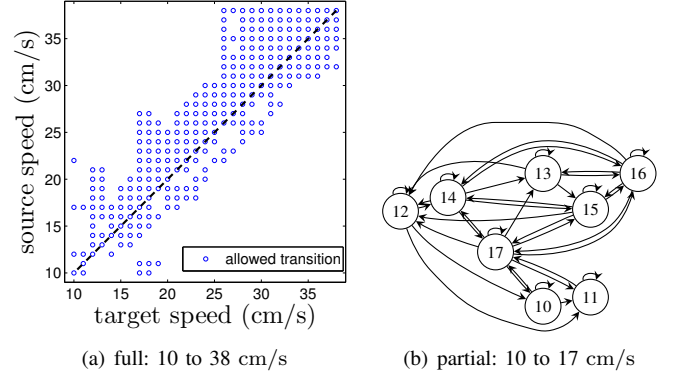 35
30
25
20
15
10
source speed (cm/s)
allowed transition
10 15 20 25 30 35
target speed (cm/s)
(a) full: 10 to 38 cm/s
13
16
14
12
15
17
10
11
(b) partial: 10 to 17 cm/s